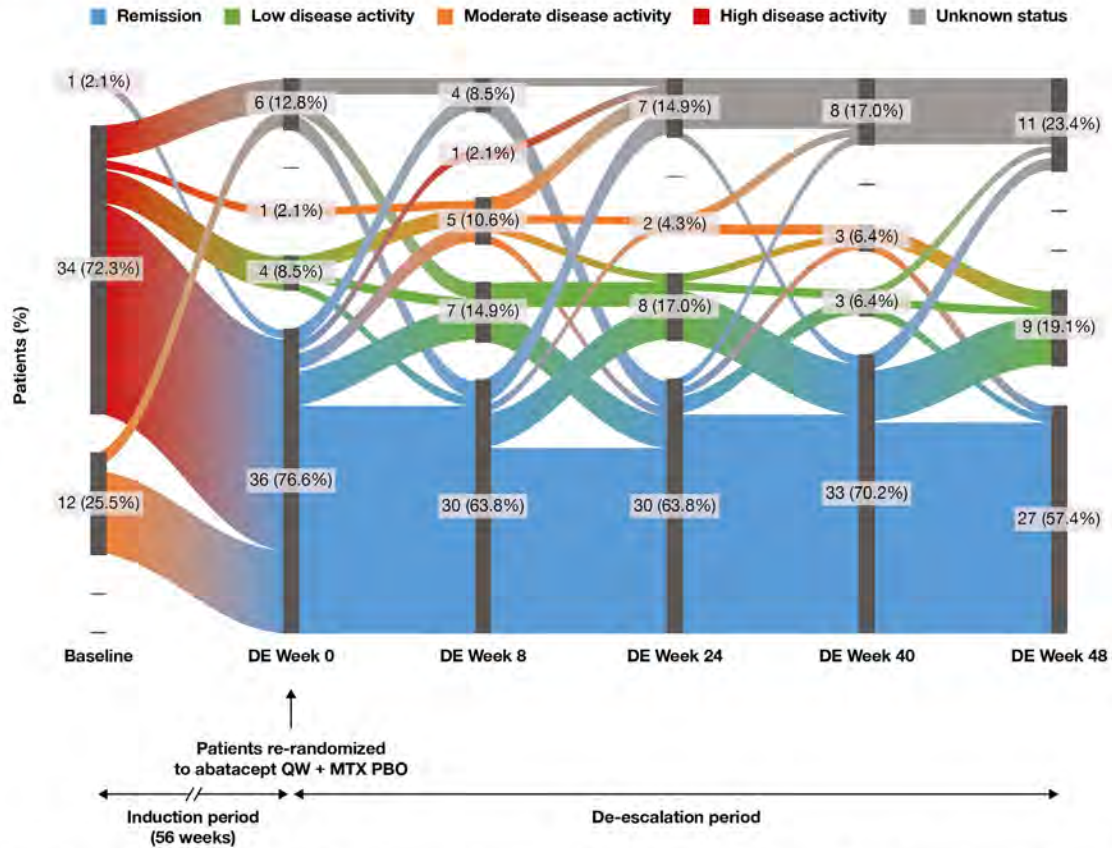 Remission Low disease activity Moderate disease activity High disease activity Unknown status
Patients (%)
1 (2.1%)
34 (72.3%)
12 (25.5%)
6 (12.8%)
1 (2.1%)
4 (8.5%)
36 (76.6%)
4 (8.5%)
1 (2.1%)
5 (10.6%)
7 (14.9%)
30 (63.8%)
7 (14.9%)
2 (4.3%)
8 (17.0%)
30 (63.8%)
8 (17.0%)
3 (6.4%)
3 (6.4%)
33 (70.2%)
11 (23.4%)
9 (19.1%)
27 (57.4%)
Baseline DE Week 0 DE Week 8 DE Week 24 DE Week 40 DE Week 48
Patients re-randomized
to abatacept QW + MTX PBO
Induction period
(56 weeks)
De-escalation period